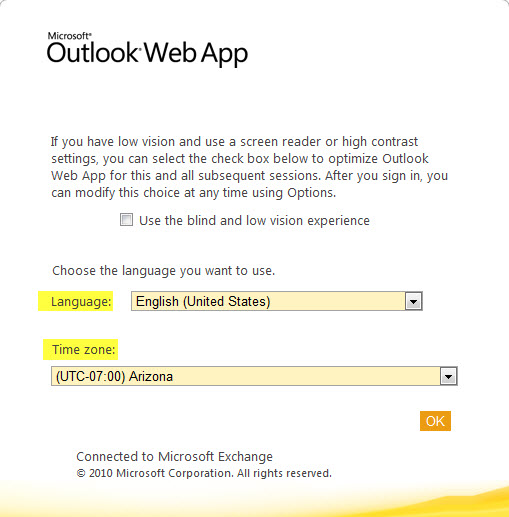 Microsoft®
Outlook® Web App
If you have low vision and use a screen reader or high contrast
settings, you can select the check box below to optimize Outlook
Web App for this and all subsequent sessions. After you sign in, you
can modify this choice at any time using Options.
Use the blind and low vision experience
Choose the language you want to use.
Language: English (United States)
Time zone:
(UTC-07:00) Arizona
OK
Connected to Microsoft Exchange
© 2010 Microsoft Corporation. All rights reserved.